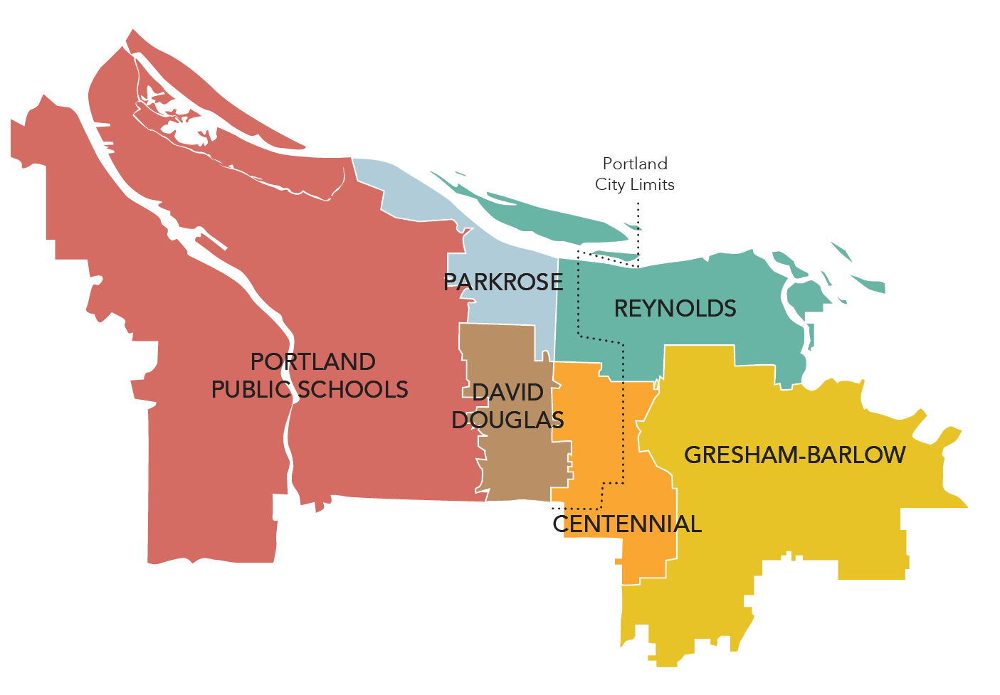 Portland
City Limits
PARKROSE
REYNOLDS
PORTLAND
PUBLIC SCHOOLS
DAVID
DOUGLAS
GRESHAM-BARLOW
CENTENNIAL